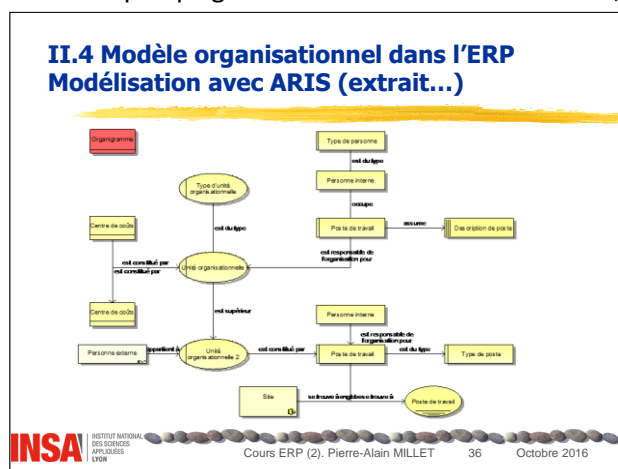 II.4 Modèle organisationnel dans l'ERP
Modélisation avec ARIS (extrait…)
Organigramme
Type de personne
est du type
Type d'unité
organisationnelle
Personne interne
occupe
Centre de coûts
Poste de travail
assume
Description de poste
est du type
est responsable de
l'organisation pour
est constitué par
est constitué par
Unité organisationnelle
est supérieur
Centre de coûts
Personne interne
est responsable de
l'organisation pour
Personne externe
appartient à
Unité
organisationnelle 2
est constitué par
Poste de travail
est du type
Type de poste
Site
se trouve à
se trouve à
Poste de travail
INSA
INSTITUT NATIONAL
DES SCIENCES
APPLIQUÉES
LYON
Cours ERP (2). Pierre-Alain MILLET 36 Octobre 2016